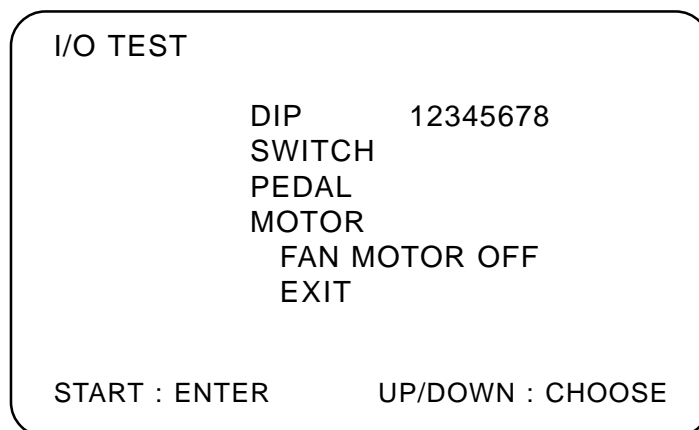 I/O TEST
DIP 12345678
SWITCH
PEDAL
MOTOR
FAN MOTOR OFF
EXIT
START : ENTER UP/DOWN : CHOOSE